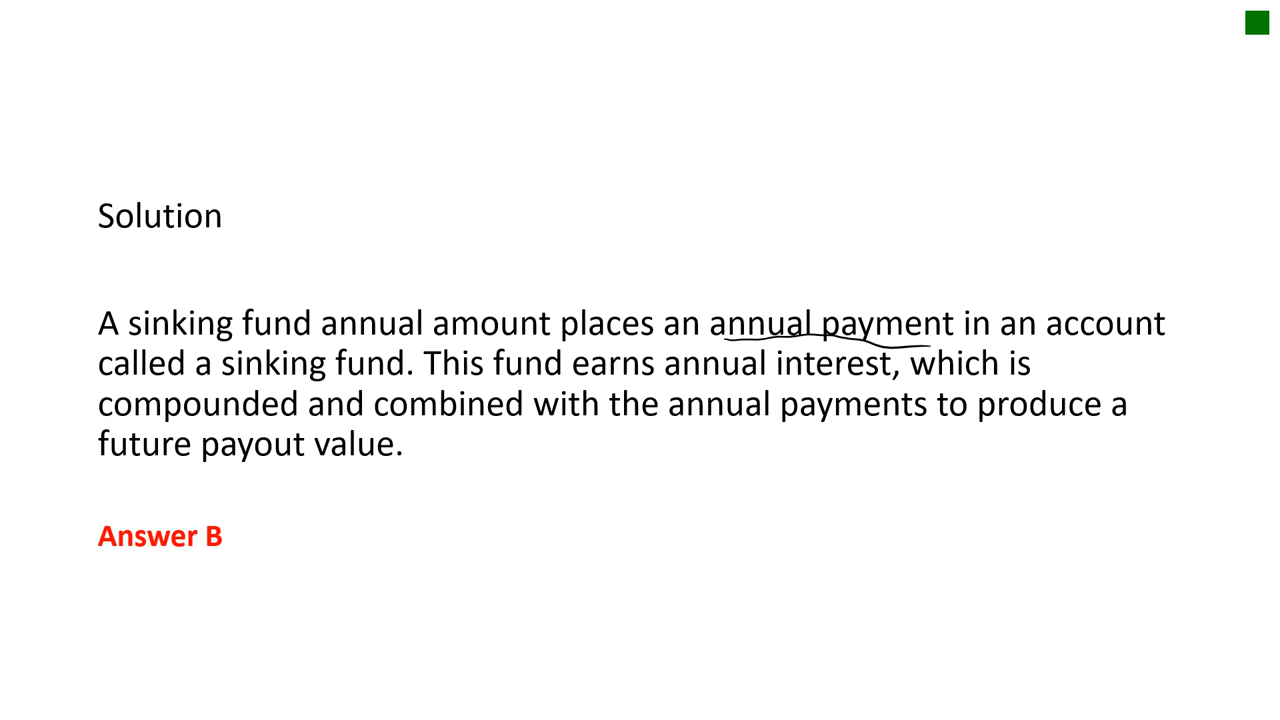 Solution
A sinking fund annual amount places an annual payment in an account
called a sinking fund. This fund earns annual interest, which is
compounded and combined with the annual payments to produce a
future payout value.
Answer B